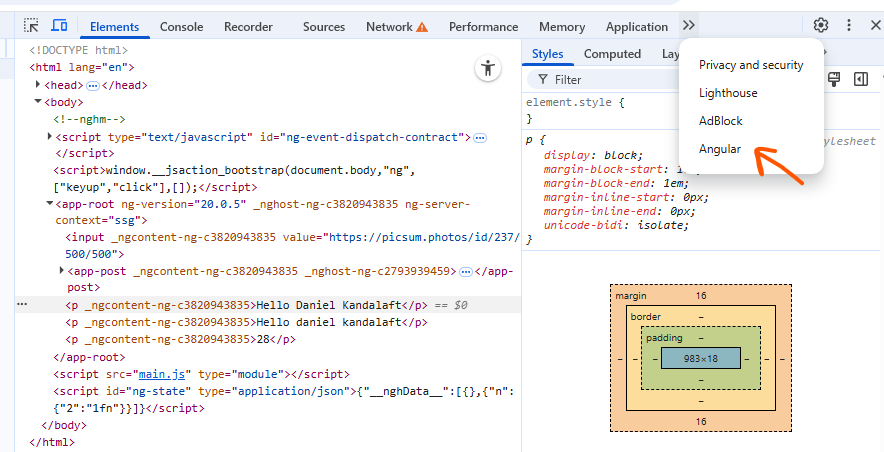 Elements Console Recorder Sources Network Performance Memory Application
<!DOCTYPE html>
<html lang="en">
<head> </head>
<body>
<!--nghm-->
<script type="text/javascript" id="ng-event-dispatch-contract">
</script>
<script>window.__jsaction_bootstrap(document.body,"ng",
["keyup","click"],[]);</script>
<app-root ng-version="20.0.5" _nghost-ng-c3820943835 ng-server-
context="ssg">
<input _ngcontent-ng-c3820943835 value="https://picsum.photos/id/237/
500/500">
<app-post _ngcontent-ng-c3820943835 _nghost-ng-c2793939459> </app-
post>
<p _ngcontent-ng-c3820943835>Hello Daniel Kandalaft</p> == $0
<p _ngcontent-ng-c3820943835>Hello daniel kandalaft</p>
<p _ngcontent-ng-c3820943835>28</p>
</app-root>
<script src="main.js" type="module"></script>
<script id="ng-state" type="application/json">{"__nghData__":[{},{"n":
{"2":"1fn"}}]}</script>
</body>
</html>
Styles Computed
Filter
element.style {
}
p {
display: block;
margin-block-start:
margin-block-end: 1em;
margin-inline-start: 0px;
margin-inline-end: 0px;
unicode-bidi: isolate;
}
Privacy and security
Lighthouse
AdBlock
Angular
margin 16
border –
padding –
– – – 983×18 – – –
–
–
16